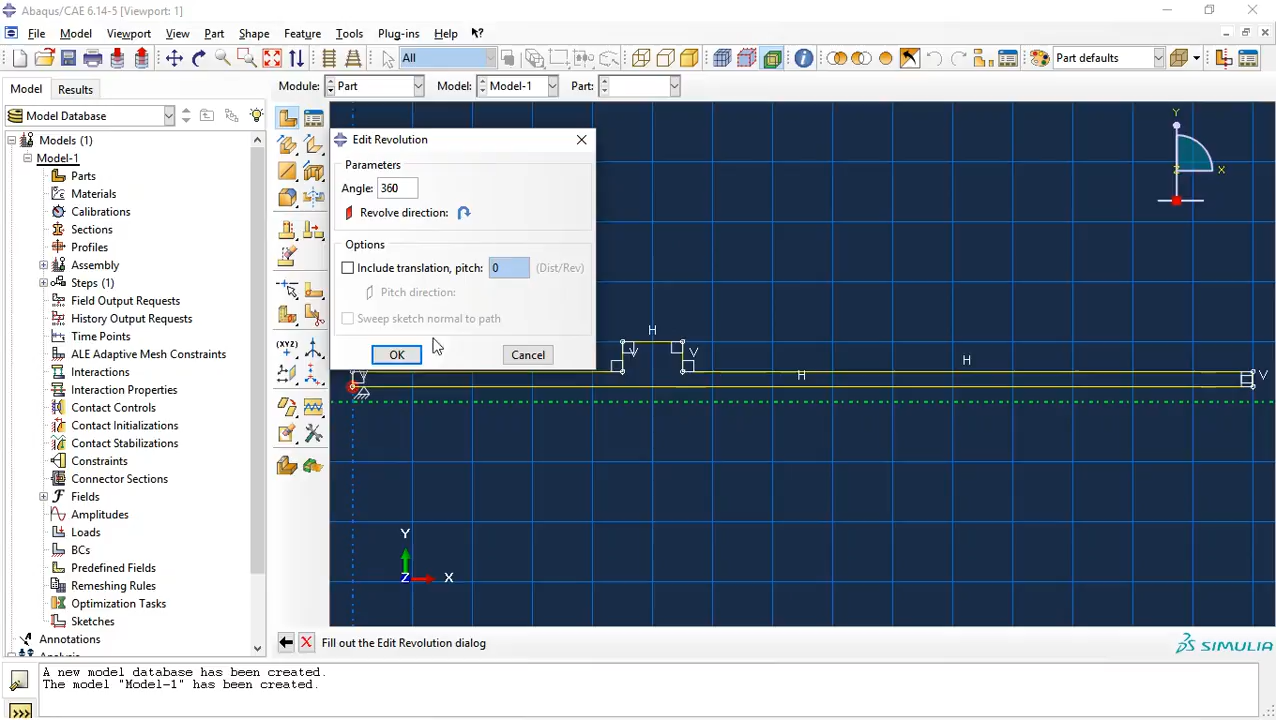 Abaqus/CAE 6.14-5 [Viewport: 1]
File Model Viewport View Part Shape Feature Tools Plug-ins Help
All
Part defaults
Model Results
Module: Part Model: Model-1 Part:
Model Database
Models (1)
Model-1
Parts
Materials
Calibrations
Sections
Profiles
Assembly
Steps (1)
Field Output Requests
History Output Requests
Time Points
ALE Adaptive Mesh Constraints
Interactions
Interaction Properties
Contact Controls
Contact Initializations
Contact Stabilizations
Constraints
Connector Sections
Fields
Amplitudes
Loads
BCs
Predefined Fields
Remeshing Rules
Optimization Tasks
Sketches
Annotations
(XYZ)
Edit Revolution
Parameters
Angle: 360
Revolve direction:
Options
Include translation, pitch: 0 (Dist/Rev)
Pitch direction:
Sweep sketch normal to path
OK Cancel
Y
Z X
H
V V
H H
V V
Y
Z X
Fill out the Edit Revolution dialog
SIMULIA
A new model database has been created.
The model "Model-1" has been created.
>>>